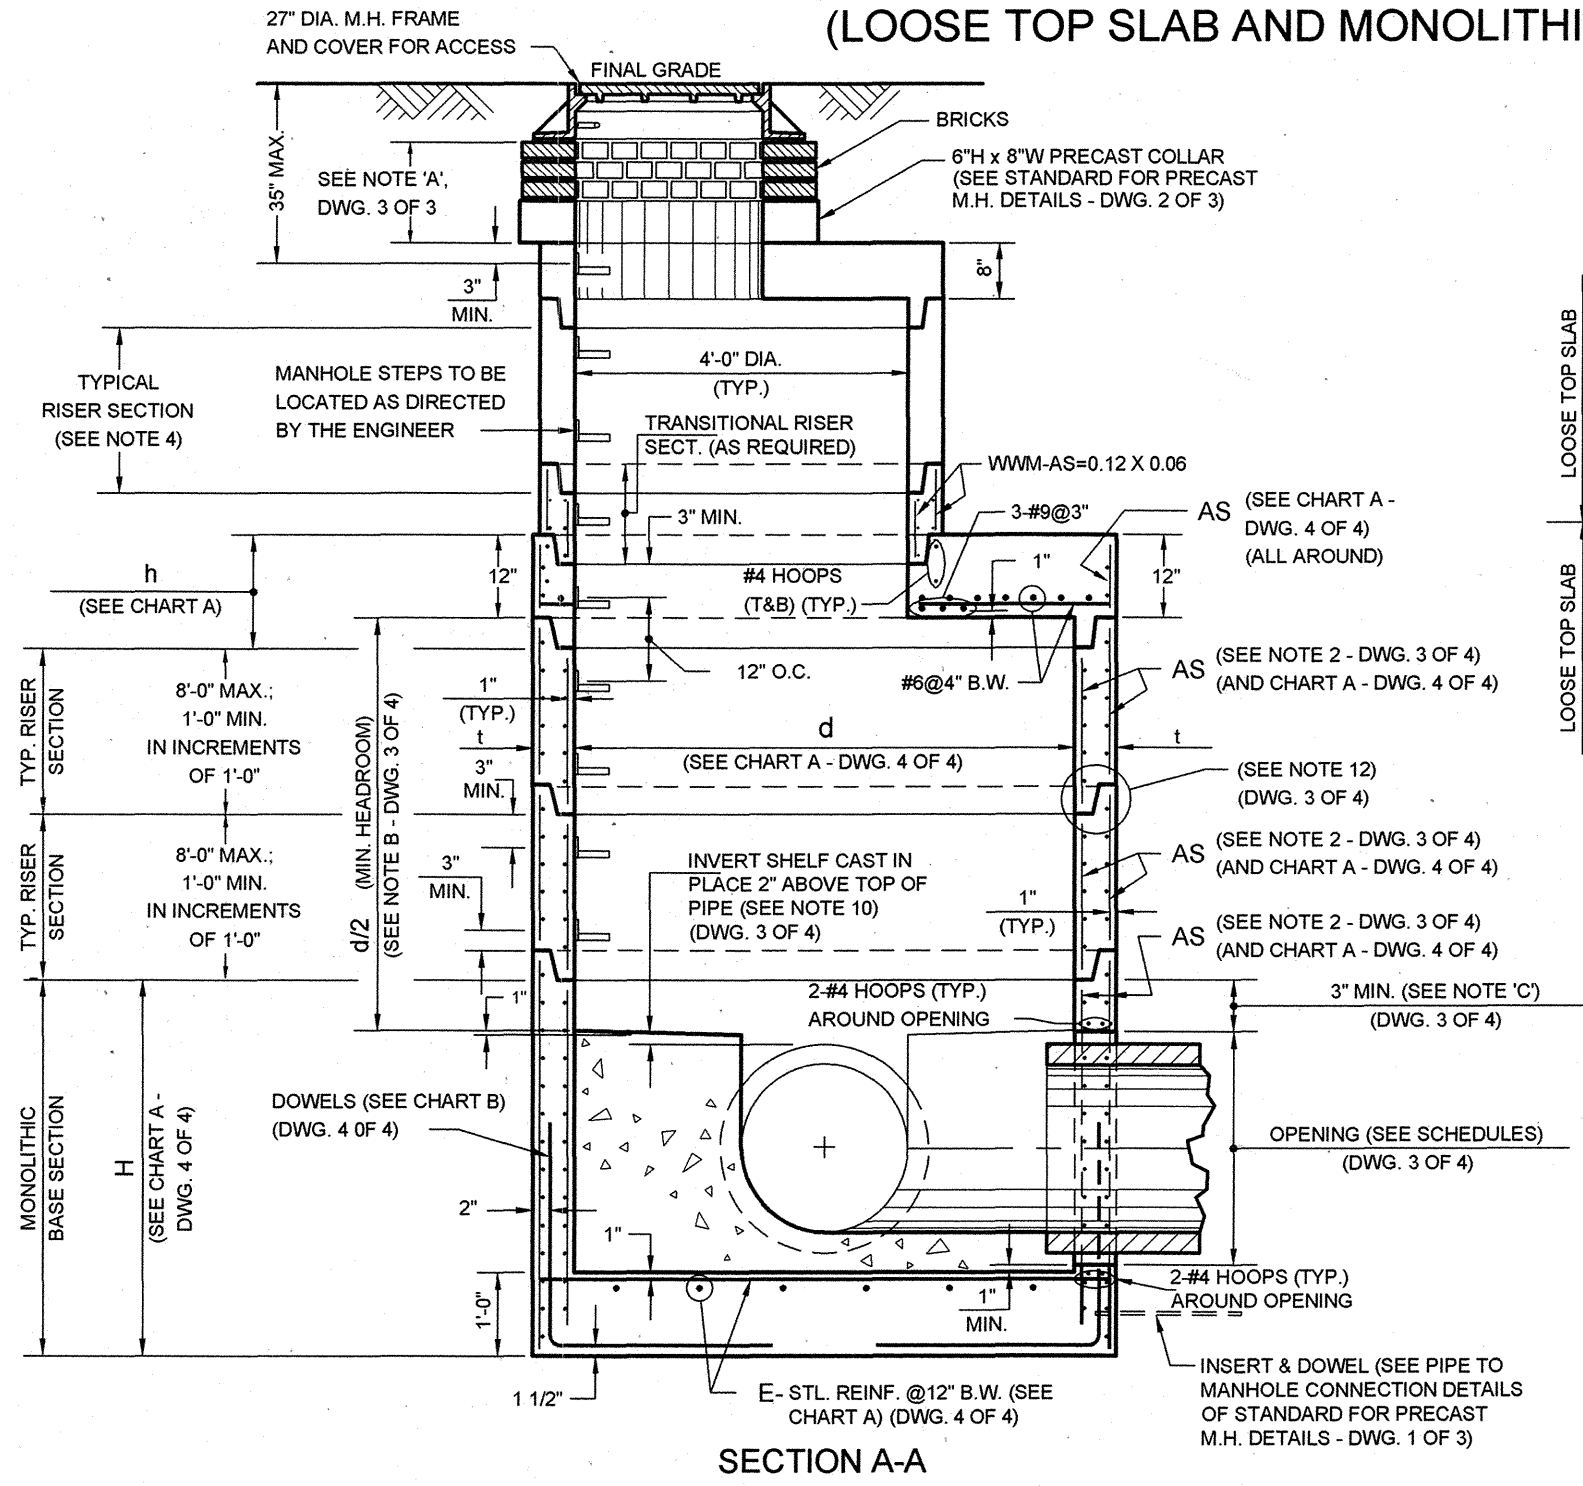 (LOOSE TOP SLAB AND MONOLITHI
27" DIA. M.H. FRAME
AND COVER FOR ACCESS
FINAL GRADE
BRICKS
6"H x 8"W PRECAST COLLAR
(SEE STANDARD FOR PRECAST
M.H. DETAILS - DWG. 2 OF 3)
35" MAX.
SEE NOTE 'A',
DWG. 3 OF 3
3"
MIN.
8"
TYPICAL
RISER SECTION
(SEE NOTE 4)
MANHOLE STEPS TO BE
LOCATED AS DIRECTED
BY THE ENGINEER
4'-0" DIA.
(TYP.)
TRANSITIONAL RISER
SECT. (AS REQUIRED)
WWM-AS=0.12 X 0.06
3" MIN.
3-#9@3"
AS
(SEE CHART A -
DWG. 4 OF 4)
(ALL AROUND)
LOOSE TOP SLAB
LOOSE TOP SLAB
h
(SEE CHART A)
12"
#4 HOOPS
(T&B) (TYP.)
1"
12"
12" O.C.
#6@4" B.W.
AS
(SEE NOTE 2 - DWG. 3 OF 4)
(AND CHART A - DWG. 4 OF 4)
TYP. RISER
SECTION
8'-0" MAX.;
1'-0" MIN.
IN INCREMENTS
OF 1'-0"
d/2
(MIN. HEADROOM)
(SEE NOTE B - DWG. 3 OF 4)
1"
(TYP.)
t
3"
MIN.
d
(SEE CHART A - DWG. 4 OF 4)
t
(SEE NOTE 12)
(DWG. 3 OF 4)
TYP. RISER
SECTION
8'-0" MAX.;
1'-0" MIN.
IN INCREMENTS
OF 1'-0"
3"
MIN.
INVERT SHELF CAST IN
PLACE 2" ABOVE TOP OF
PIPE (SEE NOTE 10)
(DWG. 3 OF 4)
AS
(SEE NOTE 2 - DWG. 3 OF 4)
(AND CHART A - DWG. 4 OF 4)
1"
(TYP.)
AS
(SEE NOTE 2 - DWG. 3 OF 4)
(AND CHART A - DWG. 4 OF 4)
1"
2-#4 HOOPS (TYP.)
AROUND OPENING
3" MIN. (SEE NOTE 'C')
(DWG. 3 OF 4)
MONOLITHIC
BASE SECTION
H
(SEE CHART A -
DWG. 4 OF 4)
DOWELS (SEE CHART B)
(DWG. 4 OF 4)
OPENING (SEE SCHEDULES)
(DWG. 3 OF 4)
2"
1"
1'-0"
1"
MIN.
2-#4 HOOPS (TYP.)
AROUND OPENING
1 1/2"
E- STL. REINF. @12" B.W. (SEE
CHART A) (DWG. 4 OF 4)
INSERT & DOWEL (SEE PIPE TO
MANHOLE CONNECTION DETAILS
OF STANDARD FOR PRECAST
M.H. DETAILS - DWG. 1 OF 3)
SECTION A-A